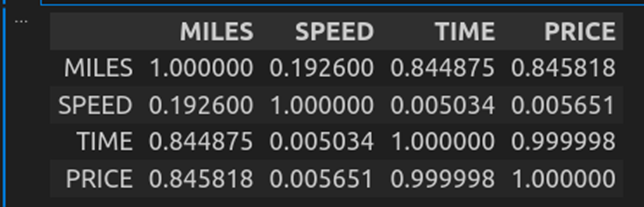 ...
MILES SPEED TIME PRICE
MILES 1.000000 0.192600 0.844875 0.845818
SPEED 0.192600 1.000000 0.005034 0.005651
TIME 0.844875 0.005034 1.000000 0.999998
PRICE 0.845818 0.005651 0.999998 1.000000